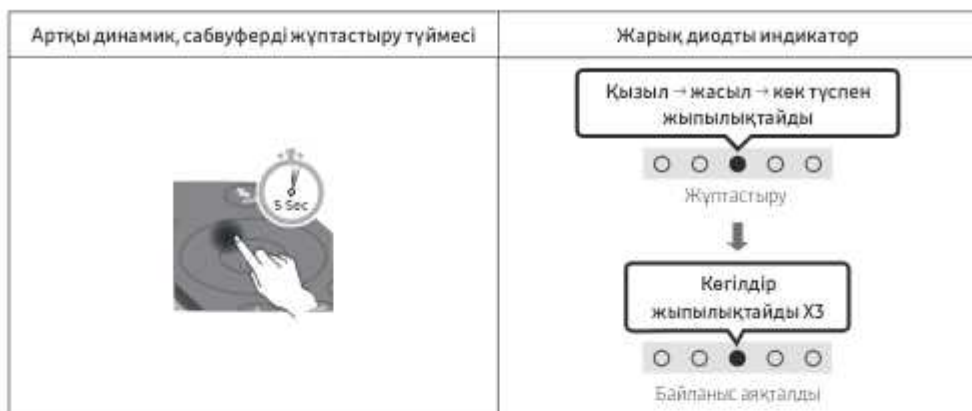 Артқы динамик, сабвуферді жұптастыру түймесі
Жарық диодты индикатор
5 Sec
Қызыл → жасыл → көк түспен
жыпылықтайды
Жұптастыру
Көгілдір
жыпылықтайды X3
Байланыс аяқталды